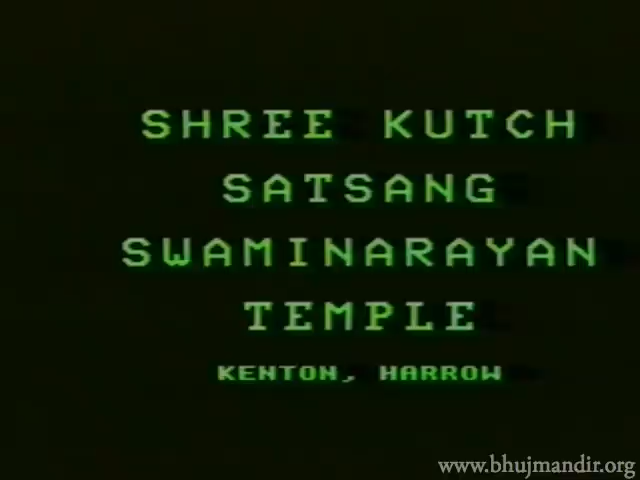 SHREE KUTCH
SATSANG
SWAMINARAYAN
TEMPLE
KENTON, HARROW
www.bhujmandir.org